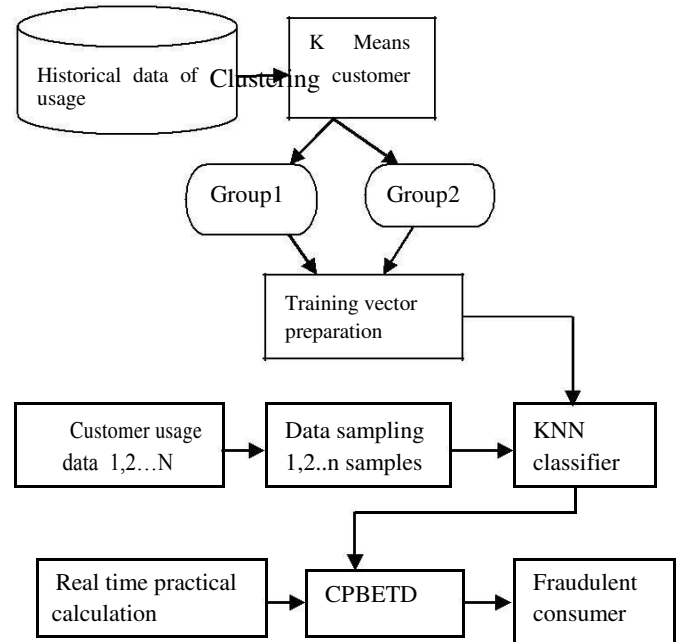 K Means
Historical data of Clustering customer
usage
Group1
Group2
Training vector
preparation
Customer usage
data 1,2...N
Data sampling
1,2..n samples
KNN
classifier
Real time practical
calculation
CPBETD
Fraudulent
consumer